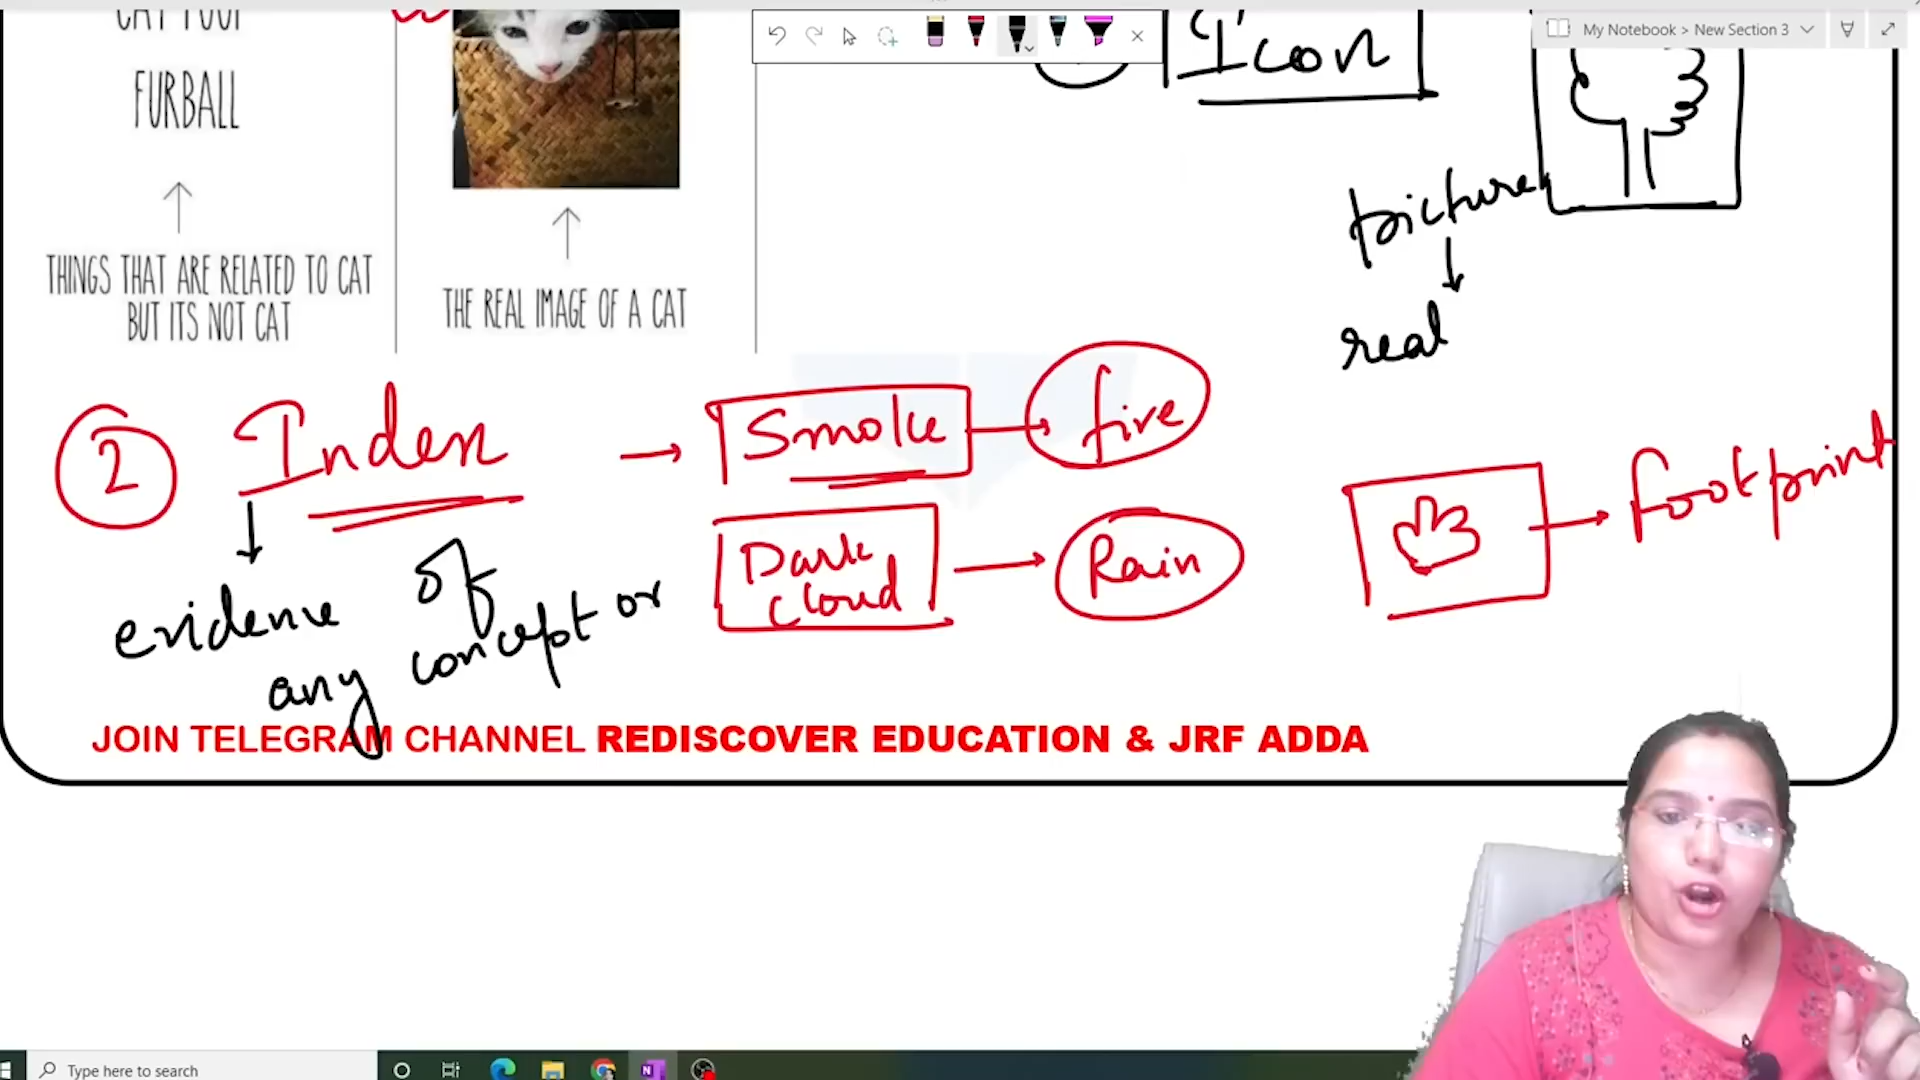 My Notebook > New Section 3
CAT POOP
FURBALL
Icon
THINGS THAT ARE RELATED TO CAT
BUT ITS NOT CAT
THE REAL IMAGE OF A CAT
picture
real
2 Index → Smoke → fire
Dark cloud → Rain
→ footprint
evidence of
any concept or
JOIN TELEGRAM CHANNEL REDISCOVER EDUCATION & JRF ADDA
Type here to search